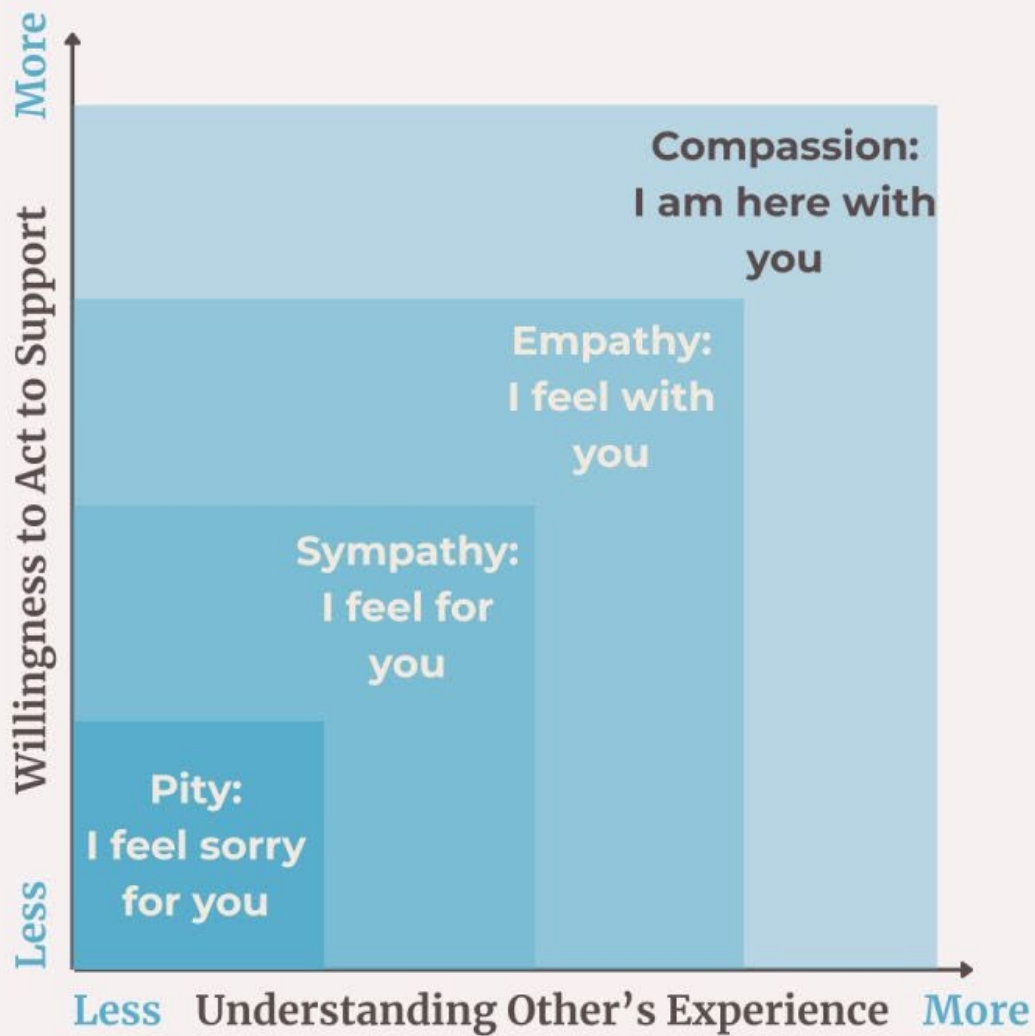 More
Willingness to Act to Support
Less
Compassion:
I am here with
you
Empathy:
I feel with
you
Sympathy:
I feel for
you
Pity:
I feel sorry
for you
Less Understanding Other’s Experience More